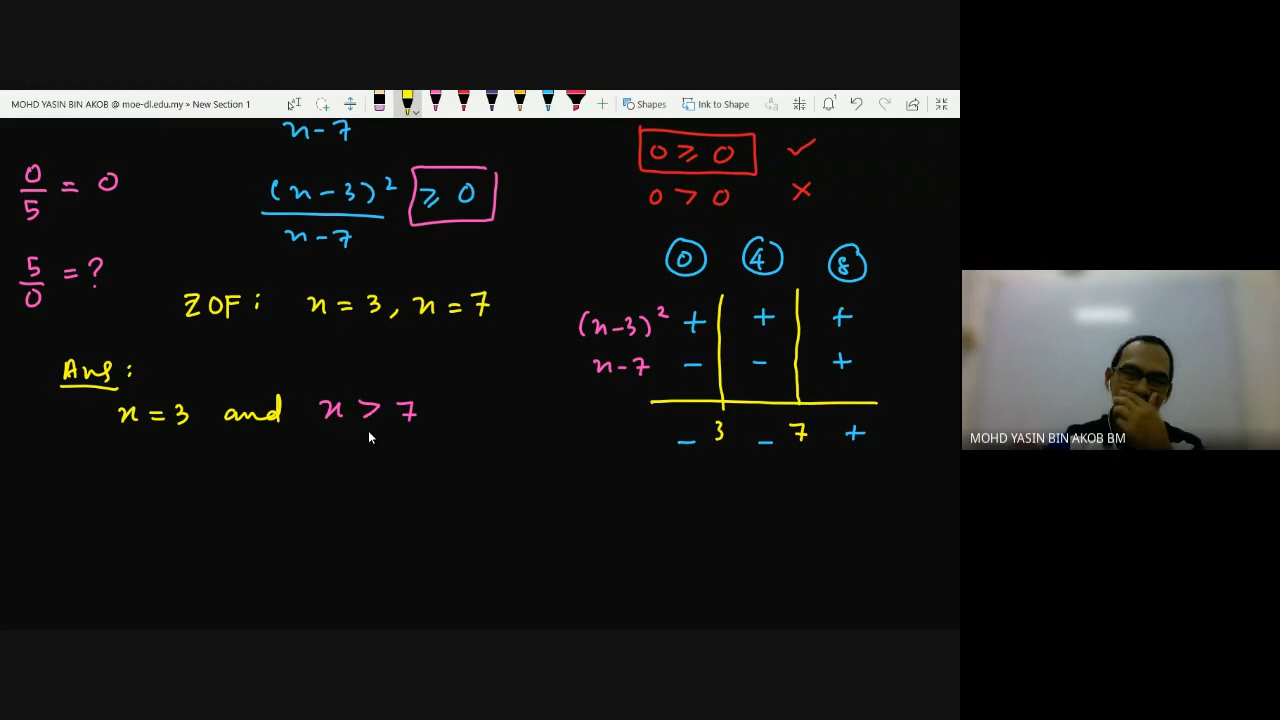 MOHD YASIN BIN AKOB @ moe-dl.edu.my » New Section 1
Shapes
Ink to Shape
x-7
0/5 = 0
(x-3)² / x-7 ≥ 0
5/0 = ?
ZOF: x = 3, x = 7
Ans:
x = 3 and x > 7
0 ≥ 0 ✓
0 > 0 ×
0 4 8
(x-3)² + + +
x-7 - - +
- 3 - 7 +
MOHD YASIN BIN AKOB BM